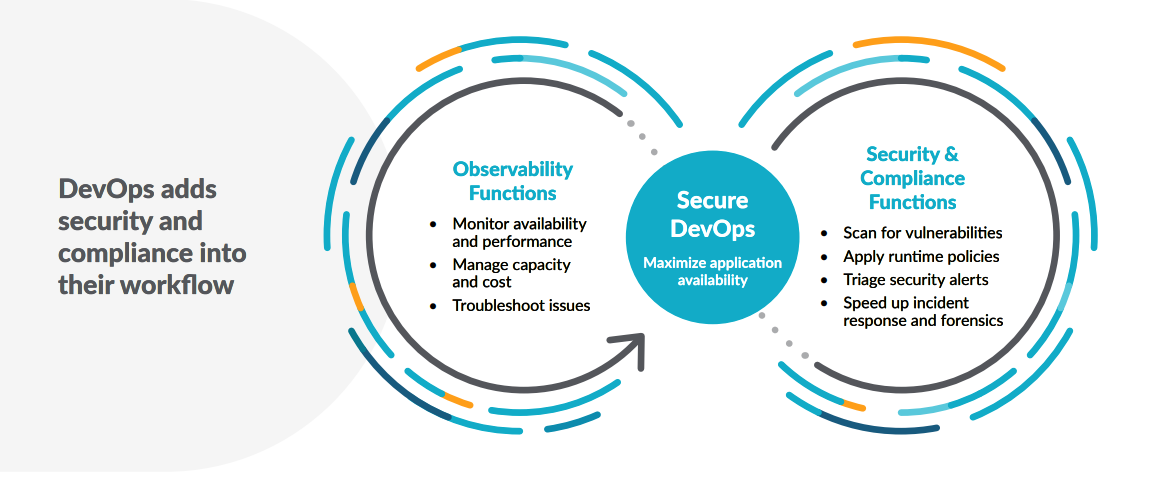 DevOps adds
security and
compliance into
their workflow
Observability
Functions
• Monitor availability
and performance
• Manage capacity
and cost
• Troubleshoot issues
Secure
DevOps
Maximize application
availability
Security &
Compliance
Functions
• Scan for vulnerabilities
• Apply runtime policies
• Triage security alerts
• Speed up incident
response and forensics